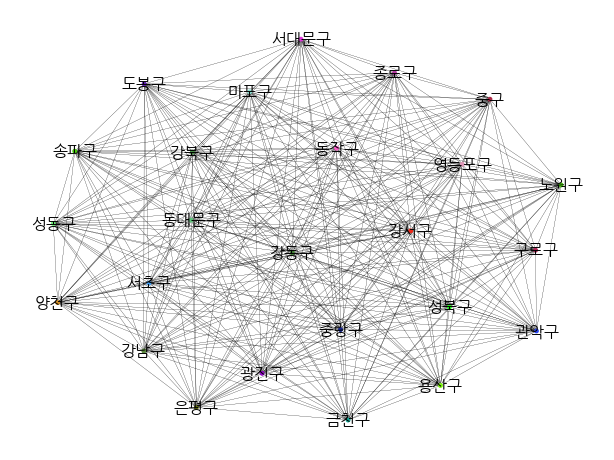 서대문구
종로구
도봉구
마포구
중구
송파구
강북구
동작구
영등포구
노원구
성동구
동대문구
강서구
강동구
구로구
서초구
양천구
성북구
중랑구
관악구
강남구
광진구
은평구
용산구
금천구